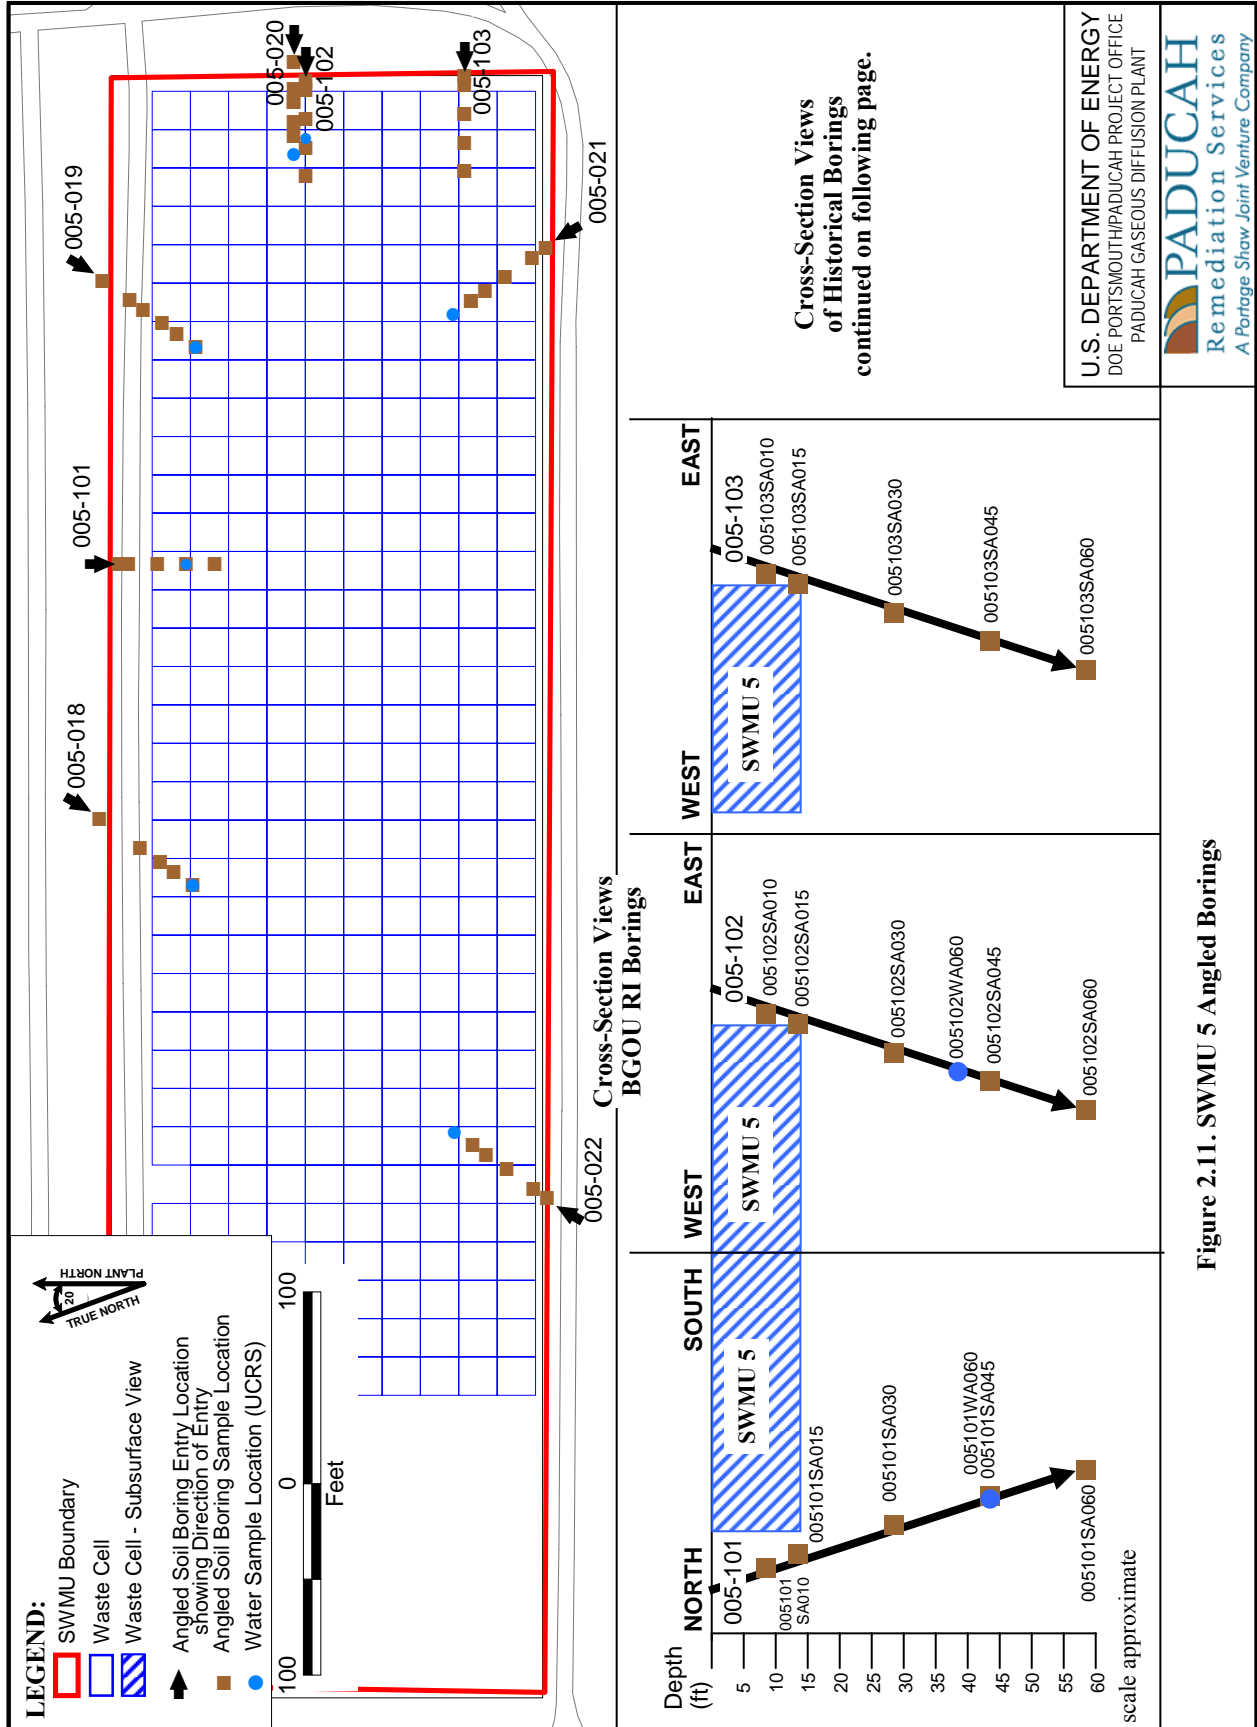 LEGEND:
SWMU Boundary
Waste Cell
Waste Cell - Subsurface View
Angled Soil Boring Entry Location
showing Direction of Entry
Angled Soil Boring Sample Location
Water Sample Location (UCRS)
TRUE NORTH
20
PLANT NORTH
100
0
100
Feet
005-018
005-101
005-019
005-020
005-102
005-103
005-022
005-021
Cross-Section Views
BGOU RI Borings
Depth
(ft)
5
10
15
20
25
30
35
40
45
50
55
60
scale approximate
NORTH
SOUTH
005-101
SWMU 5
005101
SA010
005101SA015
005101SA030
005101WA060
005101SA045
005101SA060
WEST
EAST
005-102
SWMU 5
005102SA010
005102SA015
005102SA030
005102WA060
005102SA045
005102SA060
WEST
EAST
005-103
SWMU 5
005103SA010
005103SA015
005103SA030
005103SA045
005103SA060
Cross-Section Views
of Historical Borings
continued on following page.
U.S. DEPARTMENT OF ENERGY
DOE PORTSMOUTH/PADUCAH PROJECT OFFICE
PADUCAH GASEOUS DIFFUSION PLANT
PADUCAH
Remediation Services
A Portage Shaw Joint Venture Company
Figure 2.11. SWMU 5 Angled Borings